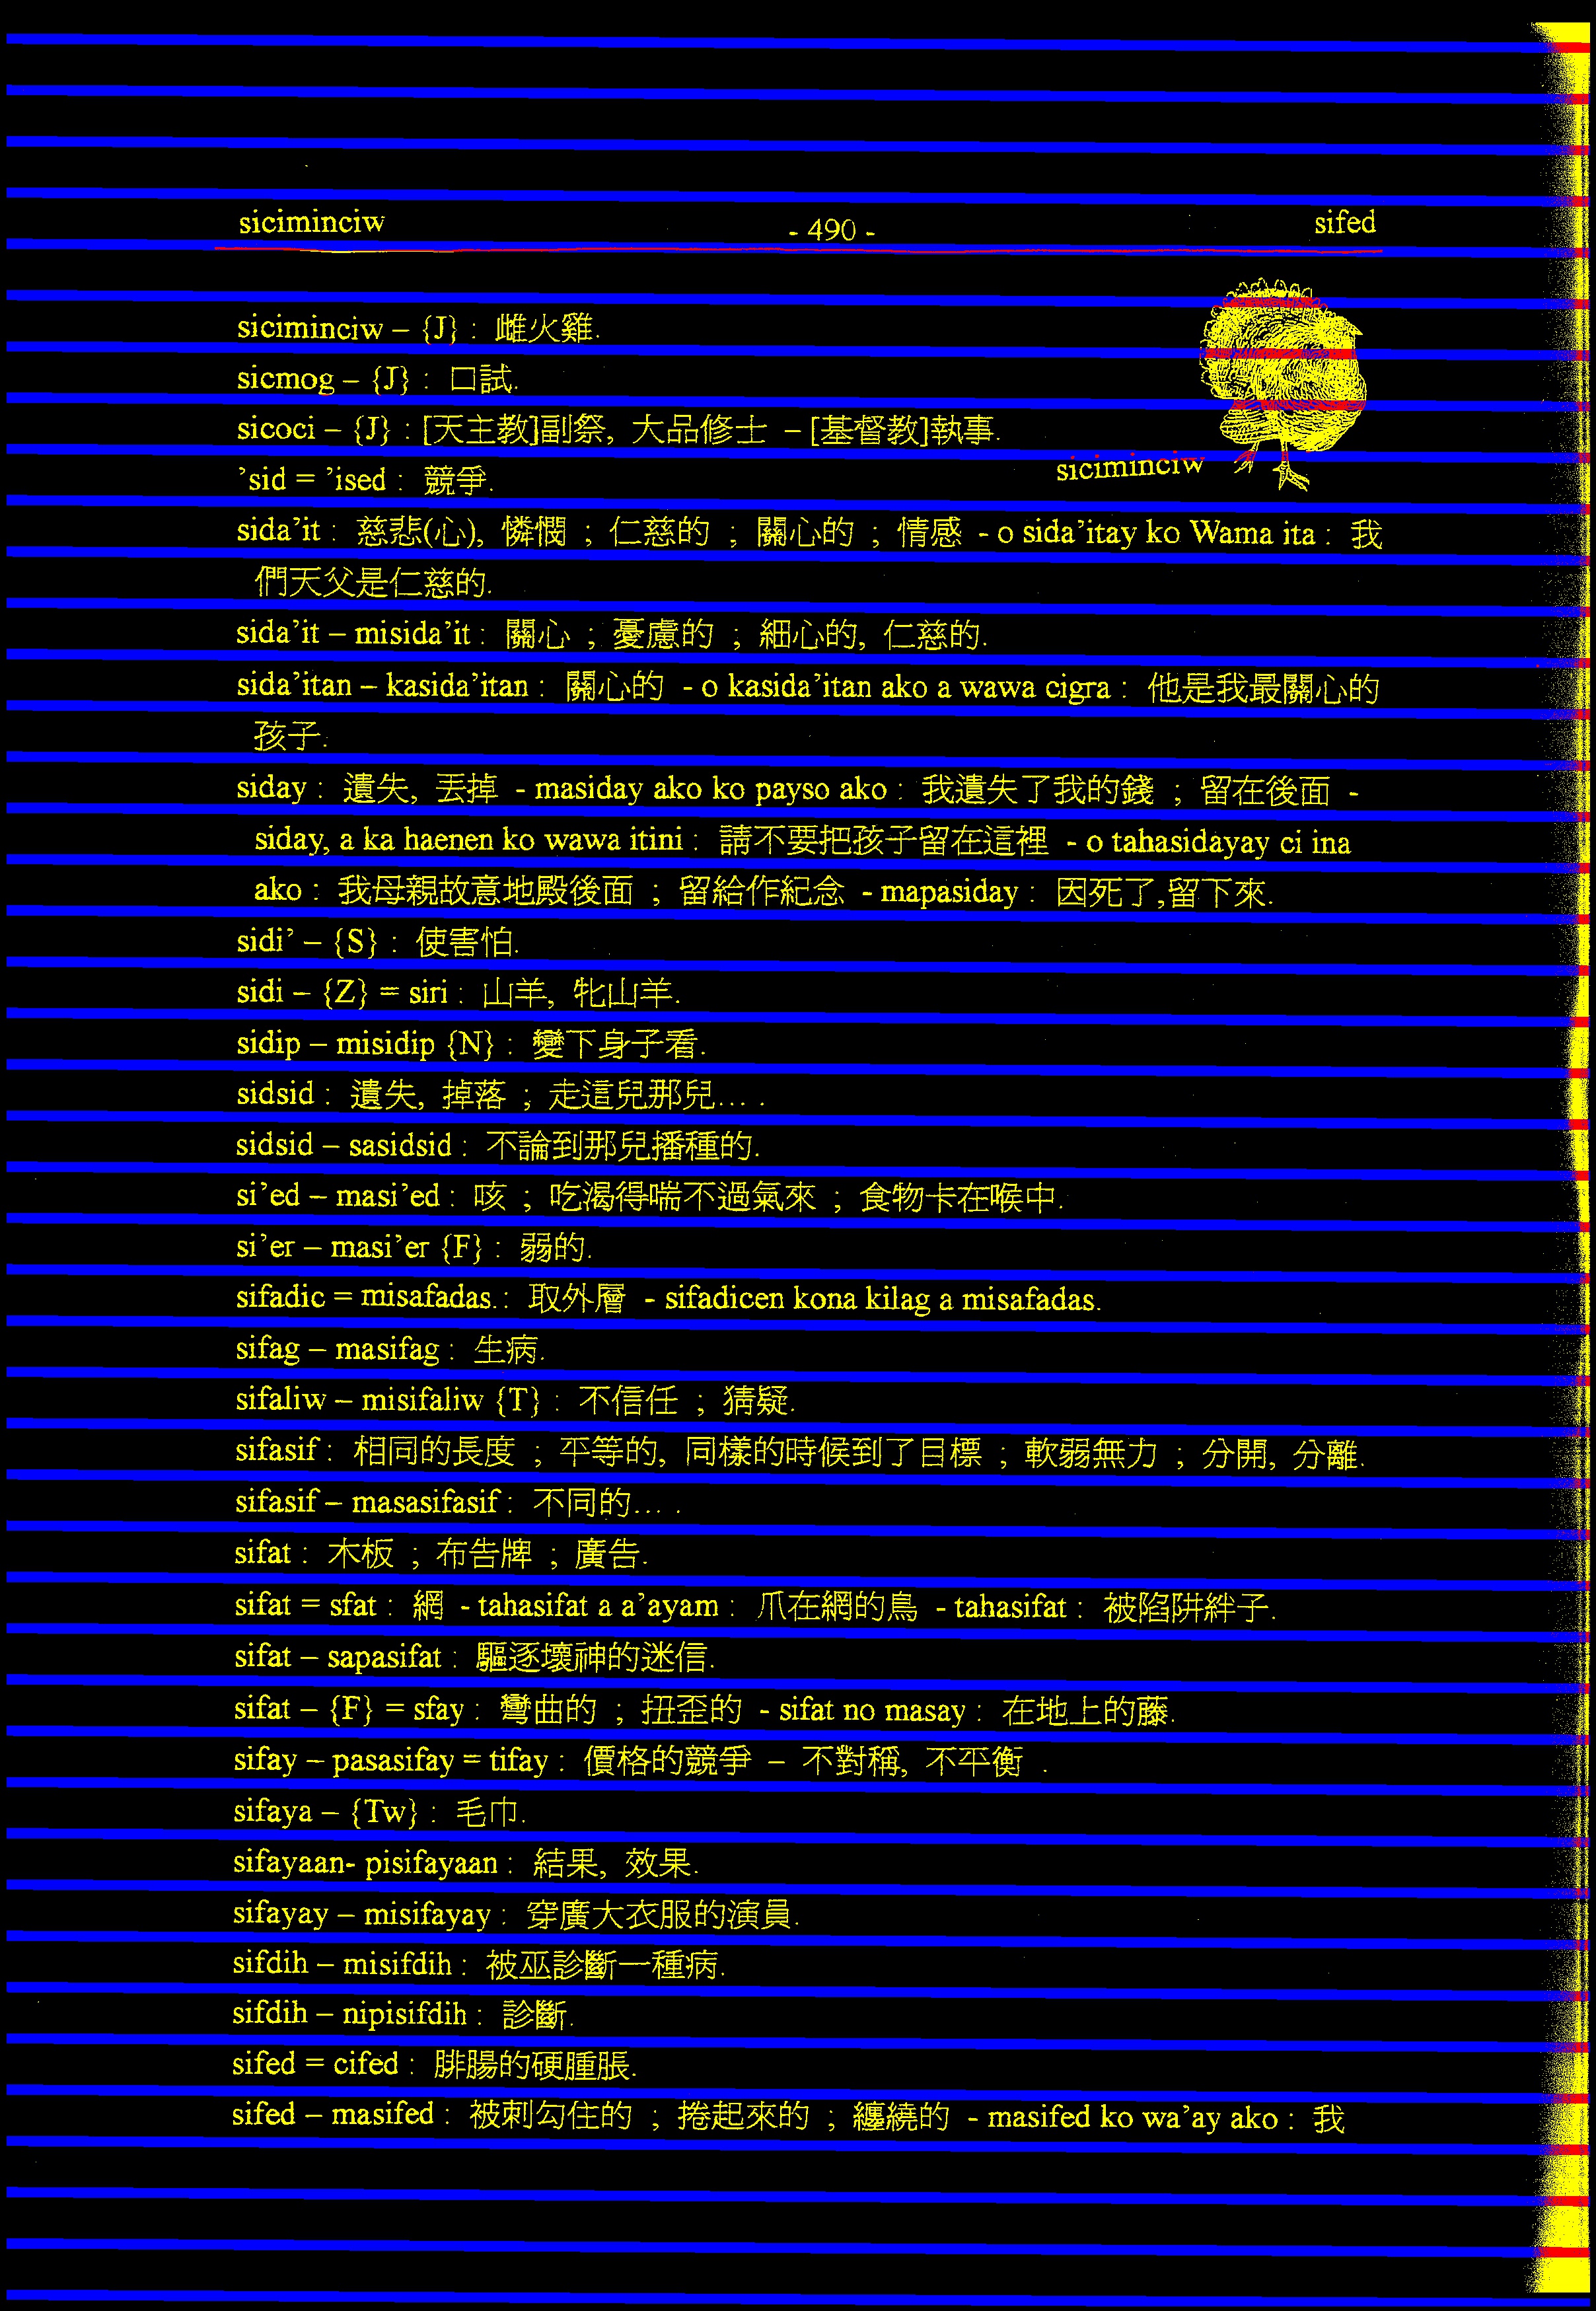 siciminciw - 490 - sifed
siciminciw – {J} : 雌火雞.
sicmog – {J} : 口試.
sicoci – {J} : [天主教]副祭, 大品修士 – [基督教]執事.
siciminciw
’sid = ’ised : 競爭.
sida’it : 慈悲(心), 憐憫 ; 仁慈的 ; 關心的 ; 情感 - o sida’itay ko Wama ita : 我
們天父是仁慈的.
sida’it – misida’it : 關心 ; 憂慮的 ; 細心的, 仁慈的.
sida’itan – kasida’itan : 關心的 - o kasida’itan ako a wawa cigra : 他是我最關心的
孩子.
siday : 遺失, 丟掉 - masiday ako ko payso ako : 我遺失了我的錢 ; 留在後面 -
siday, a ka haenen ko wawa itini : 請不要把孩子留在這裡 - o tahasidayay ci ina
ako : 我母親故意地殿後面 ; 留給作紀念 - mapasiday : 因死了,留下來.
sidi’ – {S} : 使害怕.
sidi – {Z} = siri : 山羊, 牝山羊.
sidip – misidip {N} : 變下身子看.
sidsid : 遺失, 掉落 ; 走這兒那兒... .
sidsid – sasidsid : 不論到那兒播種的.
si’ed – masi’ed : 咳 ; 吃渴得喘不過氣來 ; 食物卡在喉中.
si’er – masi’er {F} : 弱的.
sifadic = misafadas.: 取外層 - sifadicen kona kilag a misafadas.
sifag – masifag : 生病.
sifaliw – misifaliw {T} : 不信任 ; 猜疑.
sifasif : 相同的長度 ; 平等的, 同樣的時候到了目標 ; 軟弱無力 ; 分開, 分離.
sifasif – masasifasif : 不同的... .
sifat : 木板 ; 布告牌 ; 廣告.
sifat = sfat : 網 - tahasifat a a’ayam : 爪在網的鳥 - tahasifat : 被陷阱絆子.
sifat – sapasifat : 驅逐壞神的迷信.
sifat – {F} = sfay : 彎曲的 ; 扭歪的 - sifat no masay : 在地上的藤.
sifay – pasasifay = tifay : 價格的競爭 – 不對稱, 不平衡 .
sifaya – {Tw} : 毛巾.
sifayaan- pisifayaan : 結果, 效果.
sifayay – misifayay : 穿廣大衣服的演員.
sifdih – misifdih : 被巫診斷一種病.
sifdih – nipisifdih : 診斷.
sifed = cifed : 腓腸的硬腫脹.
sifed – masifed : 被刺勾住的 ; 捲起來的 ; 纏繞的 - masifed ko wa’ay ako : 我